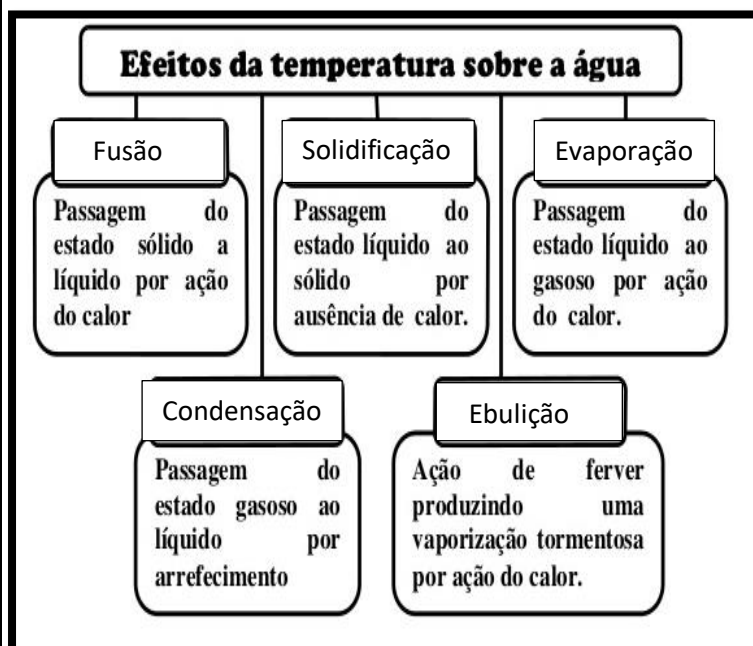 Efeitos da temperatura sobre a água
Fusão
Passagem do
estado sólido a
líquido por ação
do calor
Solidificação
Passagem do
estado líquido ao
sólido por
ausência de calor.
Evaporação
Passagem do
estado líquido ao
gasoso por ação
do calor.
Condensação
Passagem do
estado gasoso ao
líquido por
arrefecimento
Ebulição
Ação de ferver
produzindo uma
vaporização tormentosa
por ação do calor.